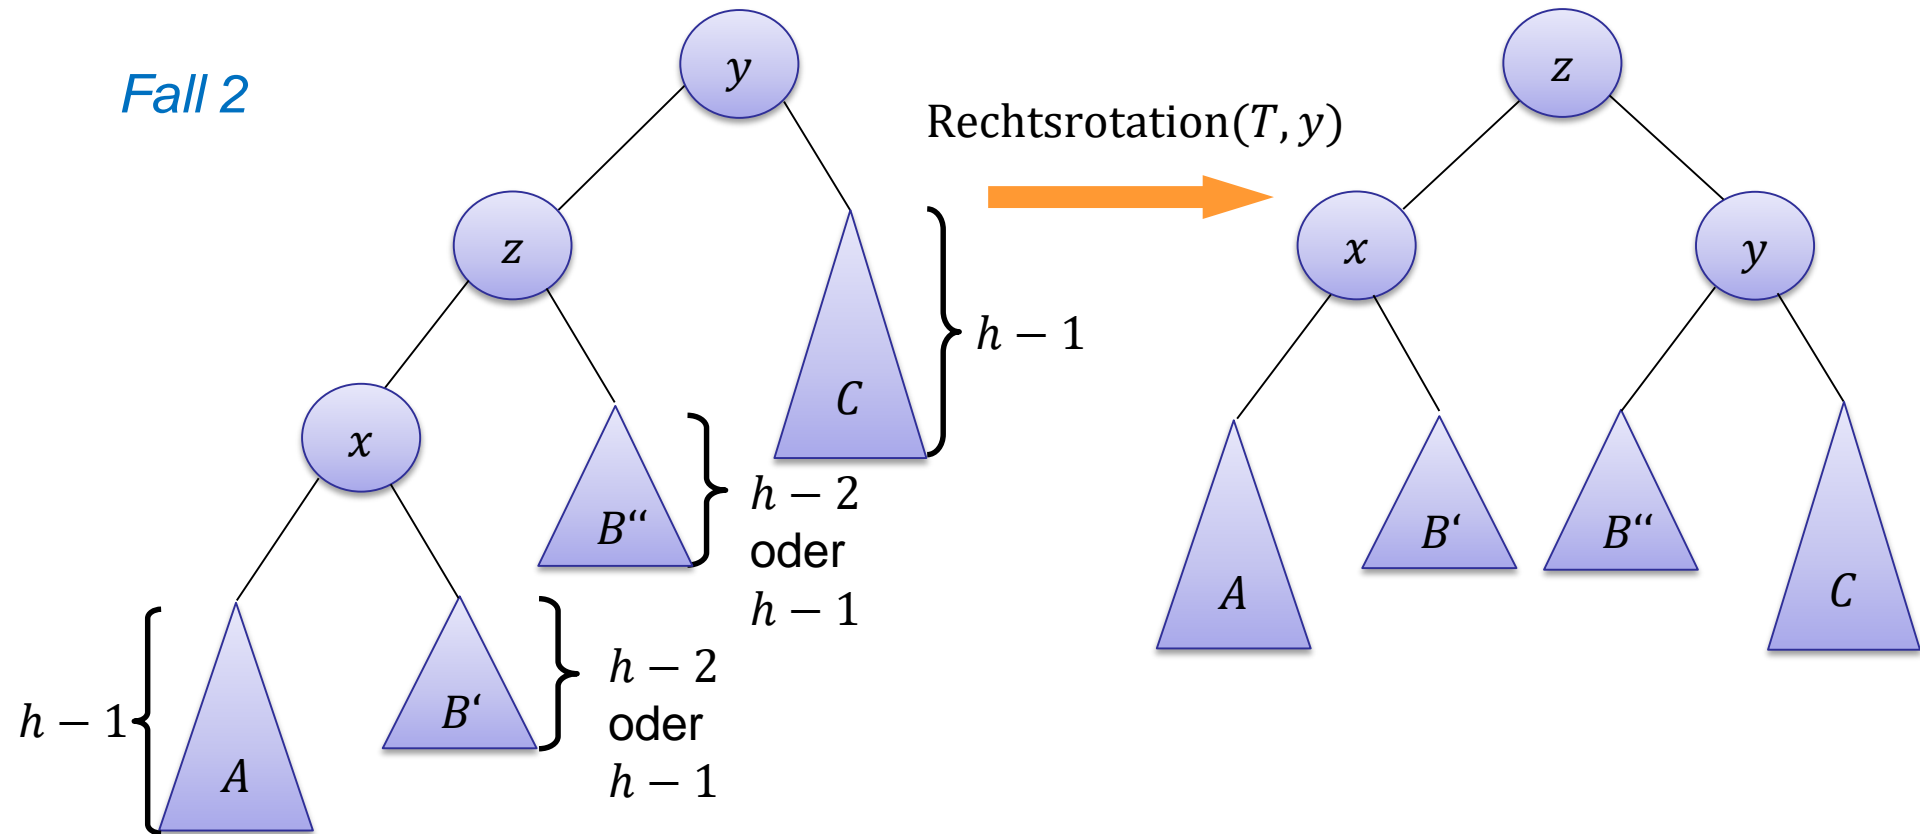 Fall 2
y
z
Rechtsrotation(T, y)
z
x
y
C
h − 1
x
B“
h − 2
oder
h − 1
B‘
B“
A
C
h − 1
A
B‘
h − 2
oder
h − 1